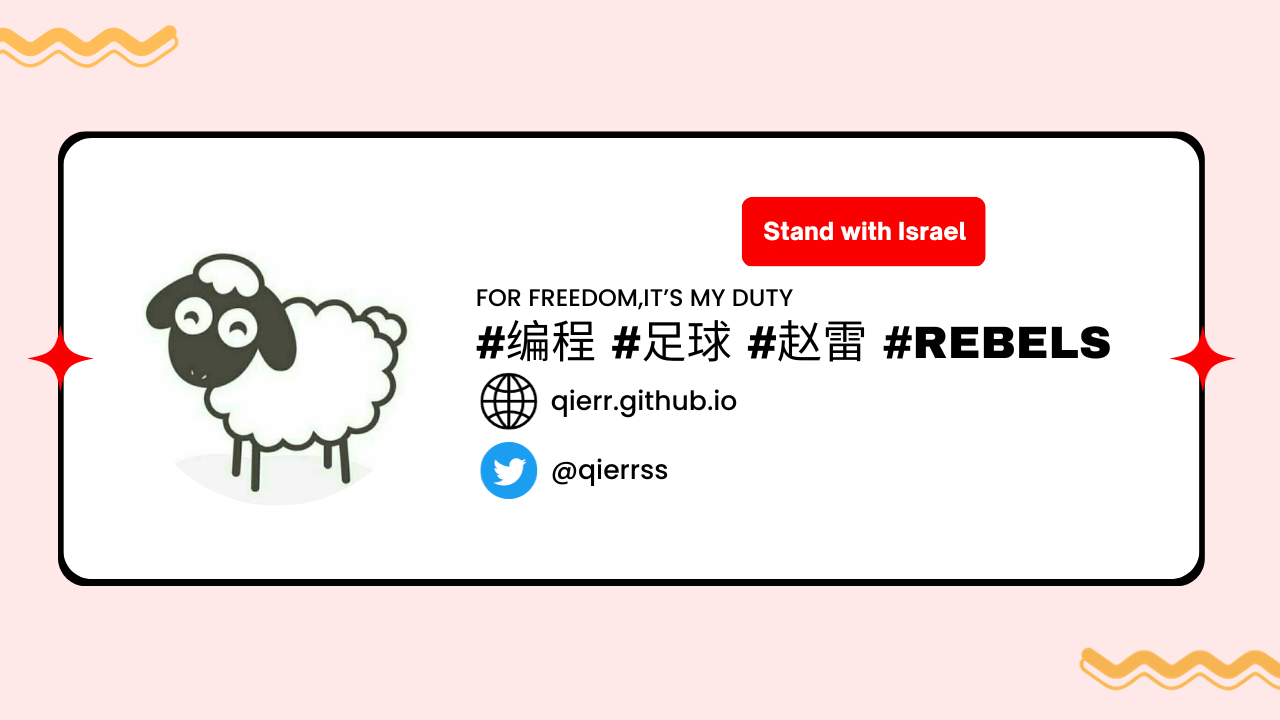 Stand with Israel
FOR FREEDOM,IT’S MY DUTY
#编程 #足球 #赵雷 #REBELS
qierr.github.io
@qierrss